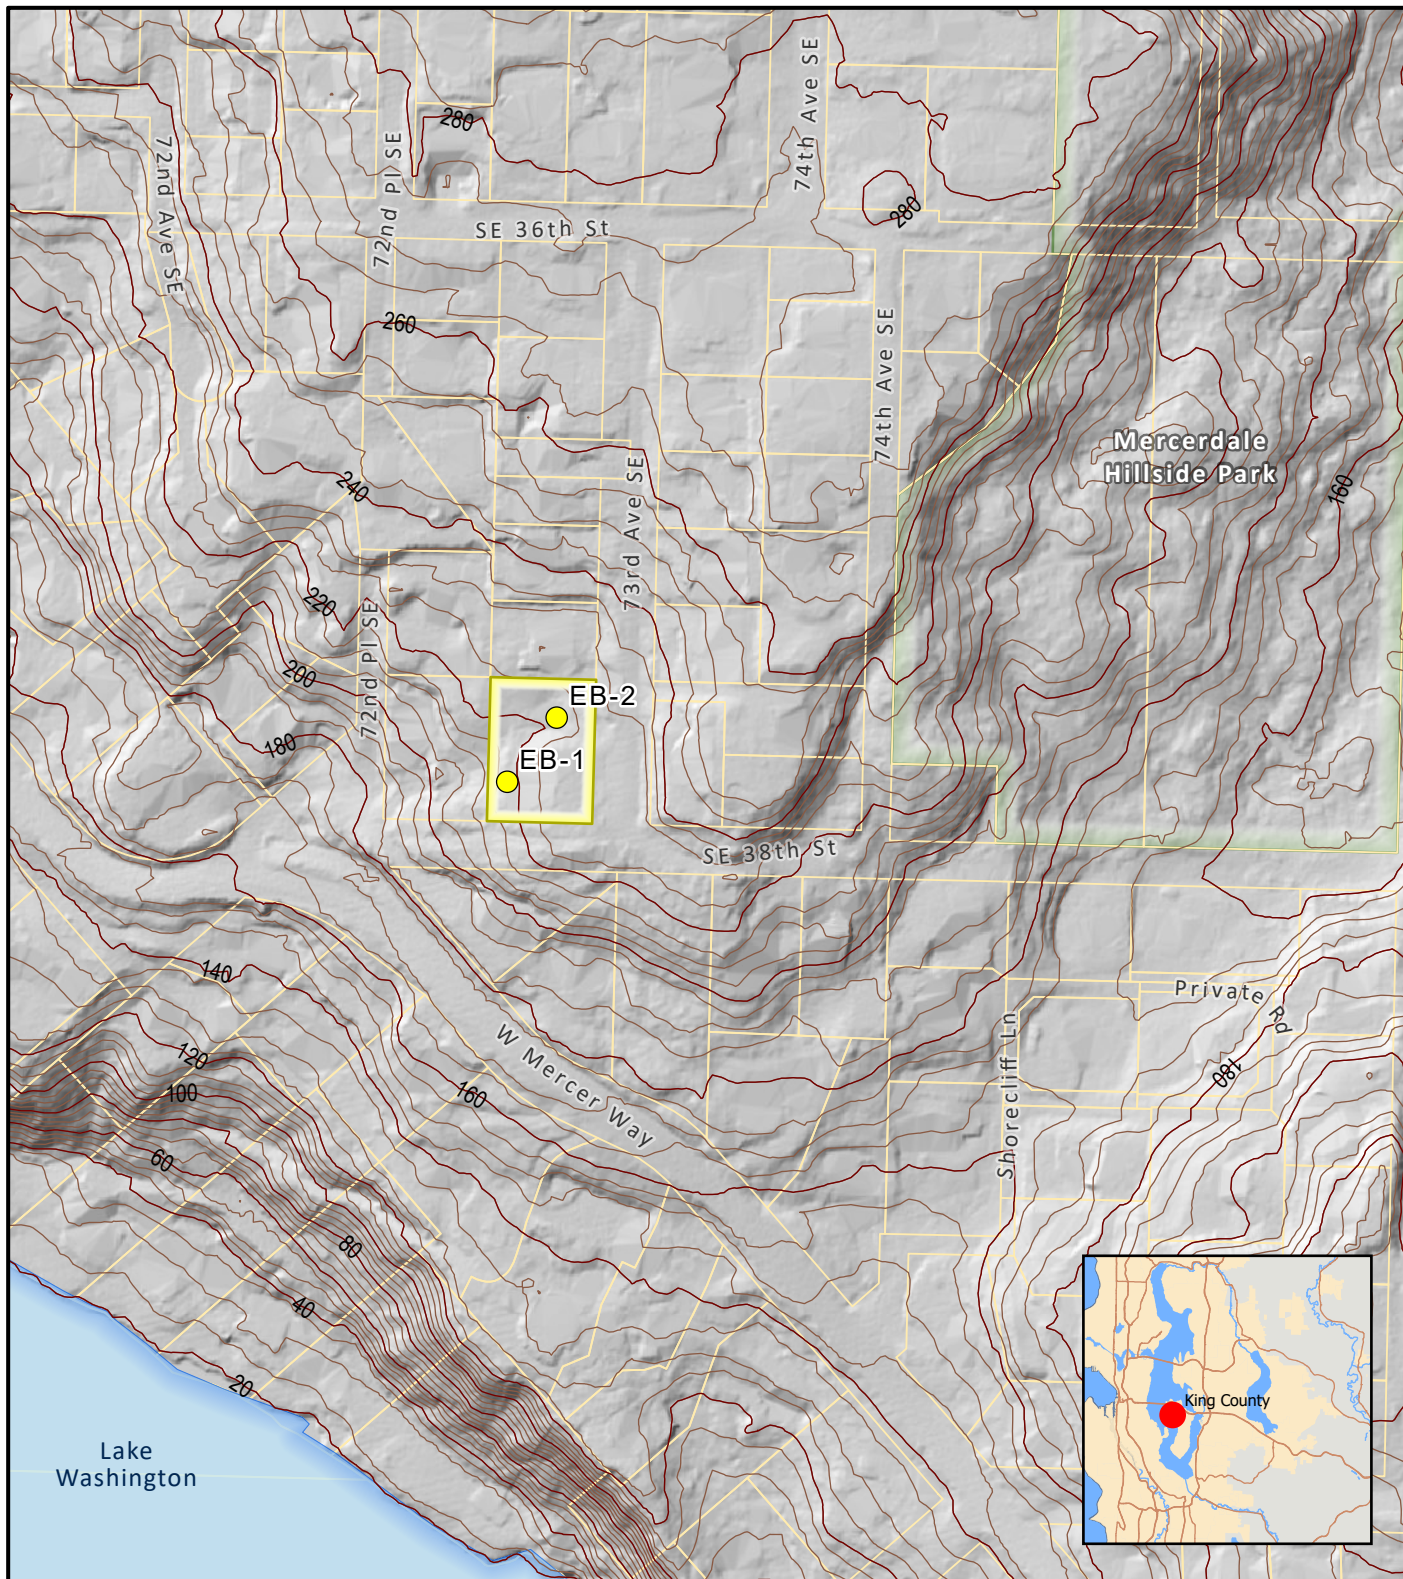 280
74th Ave SE
72nd Ave SE
72nd Pl SE
280
SE 36th St
260
74th Ave SE
Mercerdale
Hillside Park
240
160
73rd Ave SE
220
72nd Pl SE
200
EB-2
180
EB-1
SE 38th St
140
Private Rd
W Mercer Way
120
180
100
160
Shorecliff Ln
60
80
40
20
King County
Lake
Washington